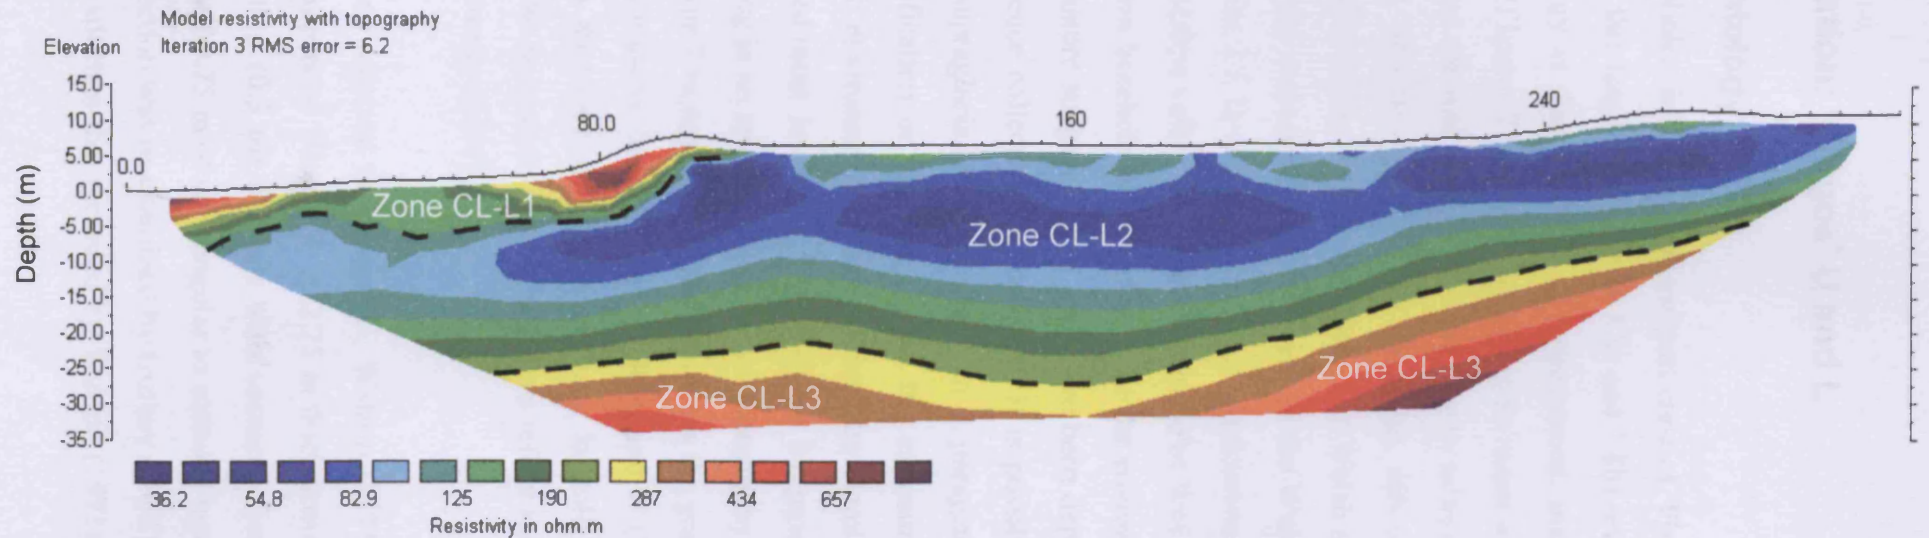 Model resistivity with topography
Elevation Iteration 3 RMS error = 6.2
15.0
10.0
5.00
0.0
-5.00
-10.0
-15.0
-20.0
-25.0
-30.0
-35.0
Depth (m)
0.0
80.0
160
240
Zone CL-L1
Zone CL-L2
Zone CL-L3
Zone CL-L3
36.2 54.8 82.9 125 190 287 434 657
Resistivity in ohm.m